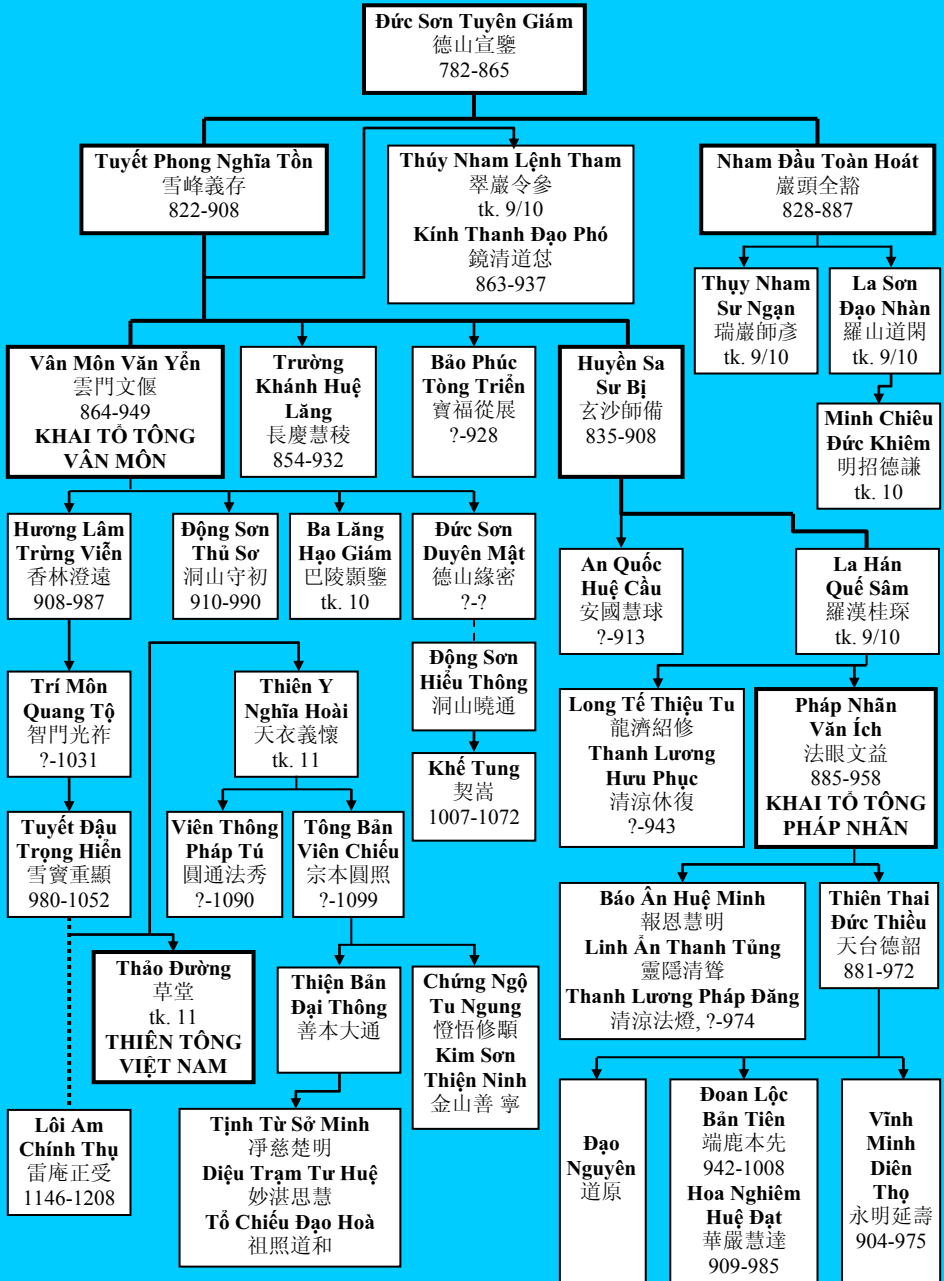 Đức Sơn Tuyên Giám
德山宣鑒
782-865
Tuyết Phong Nghĩa Tồn
雪峰義存
822-908
Thúy Nham Lệnh Tham
翠巖令參
tk. 9/10
Kính Thanh Đạo Phó
鏡清道怤
863-937
Nham Đầu Toàn Hoát
巖頭全豁
828-887
Thụy Nham
Sư Ngạn
瑞巖師彥
tk. 9/10
La Sơn
Đạo Nhàn
羅山道閑
tk. 9/10
Vân Môn Văn Yển
雲門文偃
864-949
KHAI TỔ TÔNG
VÂN MÔN
Trường
Khánh Huệ
Lăng
長慶慧稜
854-932
Bảo Phúc
Tòng Triển
寶福從展
?-928
Huyền Sa
Sư Bị
玄沙師備
835-908
Minh Chiêu
Đức Khiêm
明招德謙
tk. 10
Hương Lâm
Trừng Viễn
香林澄遠
908-987
Động Sơn
Thủ Sơ
洞山守初
910-990
Ba Lăng
Hạo Giám
巴陵顥鑒
tk. 10
Đức Sơn
Duyên Mật
德山緣密
?-?
An Quốc
Huệ Cầu
安國慧球
?-913
La Hán
Quế Sâm
羅漢桂琛
tk. 9/10
Trí Môn
Quang Tộ
智門光祚
?-1031
Thiên Y
Nghĩa Hoài
天衣義懷
tk. 11
Động Sơn
Hiểu Thông
洞山曉通
Long Tế Thiệu Tu
龍濟紹修
Thanh Lương
Hưu Phục
清涼休復
?-943
Pháp Nhãn
Văn Ích
法眼文益
885-958
KHAI TỔ TÔNG
PHÁP NHÃN
Khế Tung
契嵩
1007-1072
Tuyết Đậu
Trọng Hiển
雪竇重顯
980-1052
Viên Thông
Pháp Tú
圓通法秀
?-1090
Tông Bản
Viên Chiếu
宗本圓照
?-1099
Báo Ân Huệ Minh
報恩慧明
Linh Ẩn Thanh Tủng
靈隱清聳
Thanh Lương Pháp Đăng
清涼法燈, ?-974
Thiên Thai
Đức Thiều
天台德韶
881-972
Thảo Đường
草堂
tk. 11
THIỀN TÔNG
VIỆT NAM
Thiện Bản
Đại Thông
善本大通
Chứng Ngộ
Tu Ngung
證悟修顒
Kim Sơn
Thiện Ninh
金山善 寧
Lôi Am
Chính Thụ
雷庵正受
1146-1208
Tịnh Từ Sở Minh
凈慈楚明
Diệu Trạm Tư Huệ
妙湛思慧
Tổ Chiếu Đạo Hoà
祖照道和
Đạo
Nguyên
道原
Đoan Lộc
Bản Tiên
端鹿本先
942-1008
Hoa Nghiêm
Huệ Đạt
華嚴慧達
909-985
Vĩnh
Minh
Diên
Thọ
永明延壽
904-975